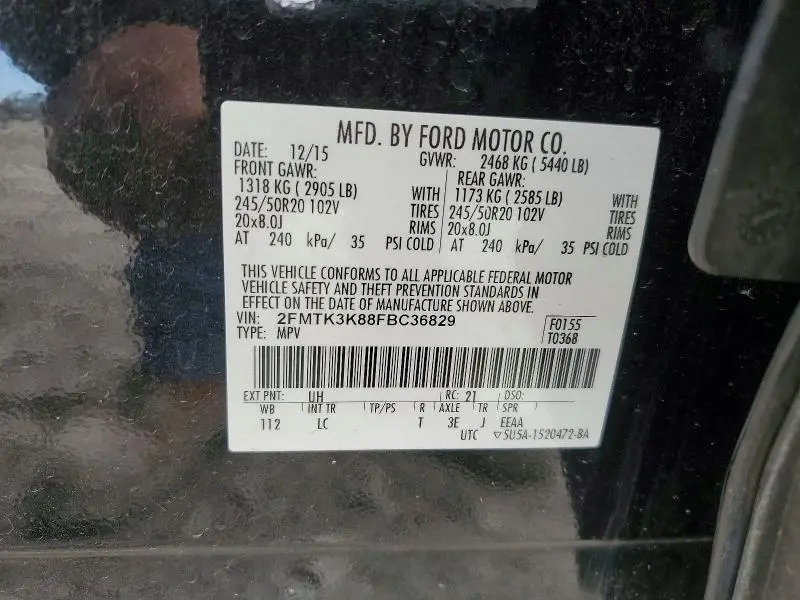 MFD. BY FORD MOTOR CO.
DATE: 12/15 GVWR: 2468 KG ( 5440 LB)
FRONT GAWR: REAR GAWR:
1318 KG ( 2905 LB) WITH 1173 KG ( 2585 LB) WITH
245/50R20 102V TIRES 245/50R20 102V TIRES
20x8.0J RIMS 20x8.0J RIMS
AT 240 kPa/ 35 PSI COLD AT 240 kPa/ 35 PSI COLD
THIS VEHICLE CONFORMS TO ALL APPLICABLE FEDERAL MOTOR
VEHICLE SAFETY AND THEFT PREVENTION STANDARDS IN
EFFECT ON THE DATE OF MANUFACTURE SHOWN ABOVE.
VIN: 2FMTK3K88FBC36829 F0155
TYPE: MPV T0368
EXT PNT: UH RC: 21 DSO:
WB INT TR TP/PS R AXLE TR SPR
112 LC T 3E J EEAA
UTC ▽5U5A-1520472-BA